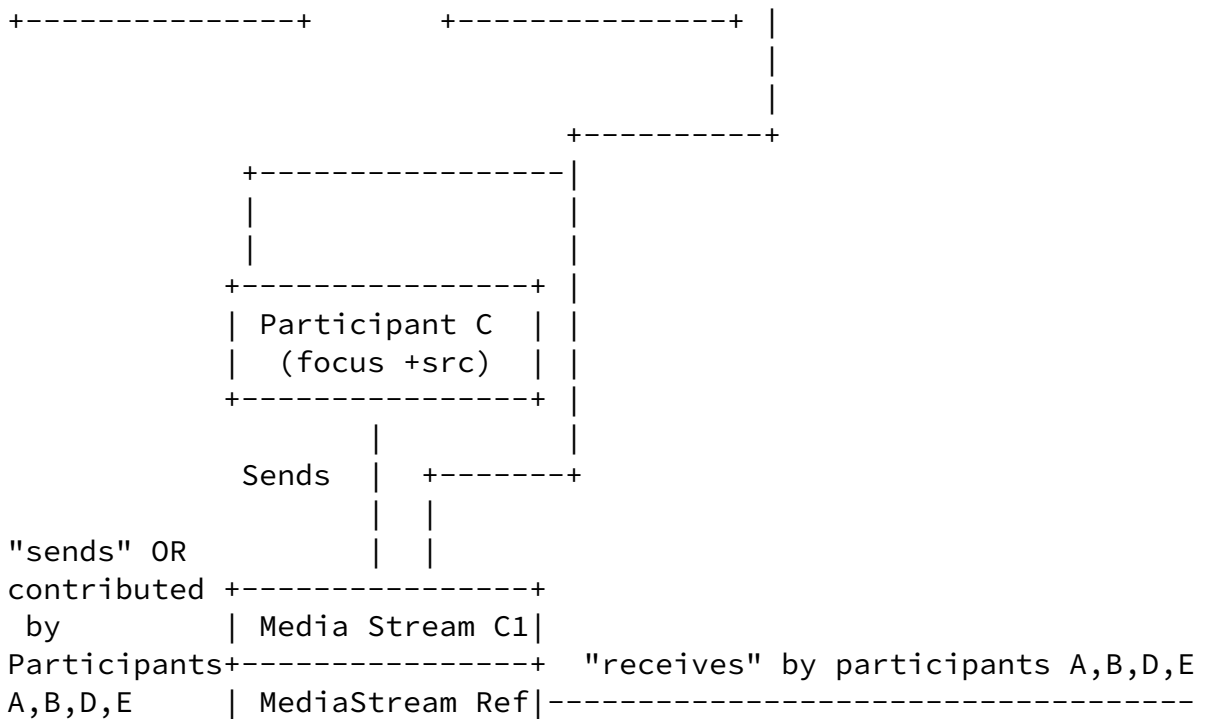 +---------------+       +---------------+ |
                                        |
                                        |
                              +----------+
             +-----------------|
             |                 |
             |                 |
            +----------------+ |
            | Participant C  | |
            |  (focus +src)  | |
            +----------------+ |
                    |          |
             Sends  |  +-------+
                    |  |
"sends" OR          |  |
contributed +----------------+
 by         | Media Stream C1|
Participants+----------------+  "receives" by participants A,B,D,E
A,B,D,E     | MediaStream Ref|----------------------------------